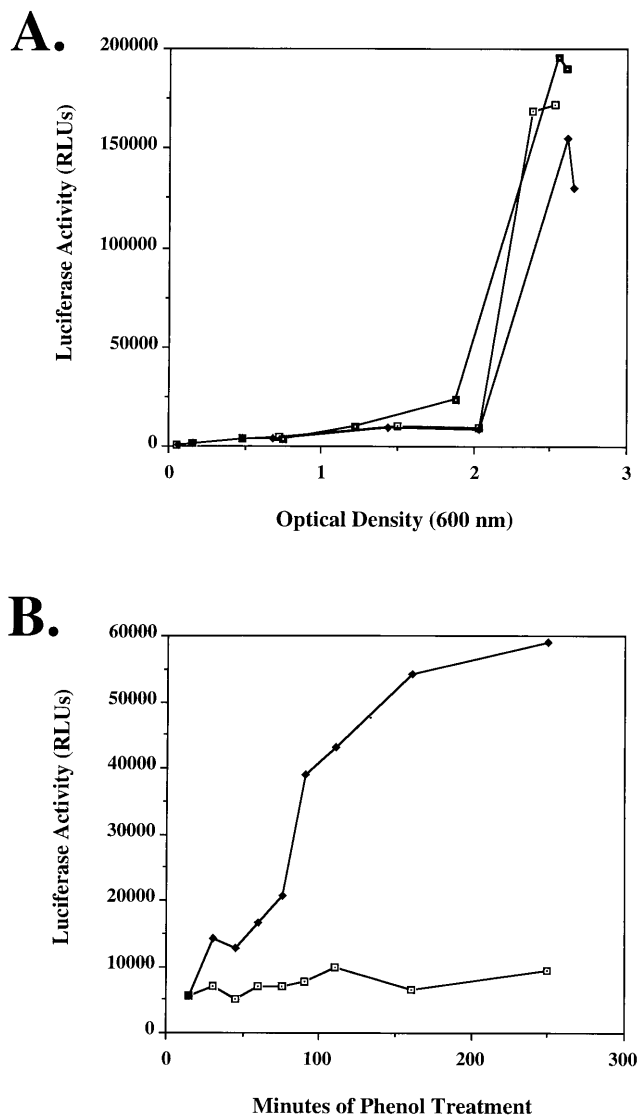 A.
200000
150000
100000
50000
0
Luciferase Activity (RLUs)
0 1 2 3
Optical Density (600 nm)
B.
60000
50000
40000
30000
20000
10000
0
Luciferase Activity (RLUs)
0 100 200 300
Minutes of Phenol Treatment